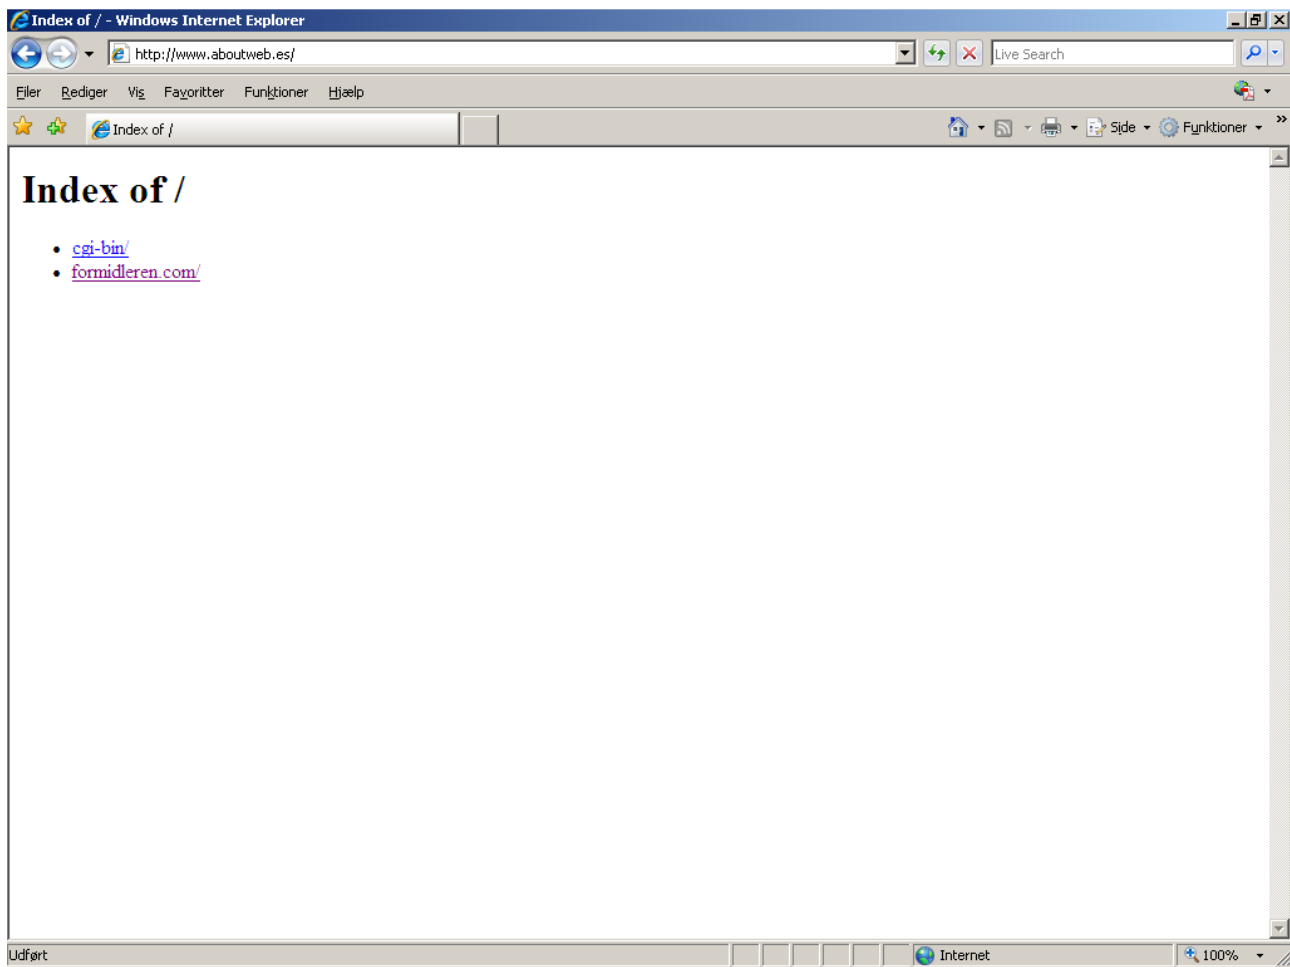 Index of / - Windows Internet Explorer
http://www.aboutweb.es/
Live Search
Filer Rediger Vis Favoritter Funktioner Hjælp
Index of /
Side
Funktioner
»
Index of /
cgi-bin/
formidleren.com/
Udført
Internet
100%